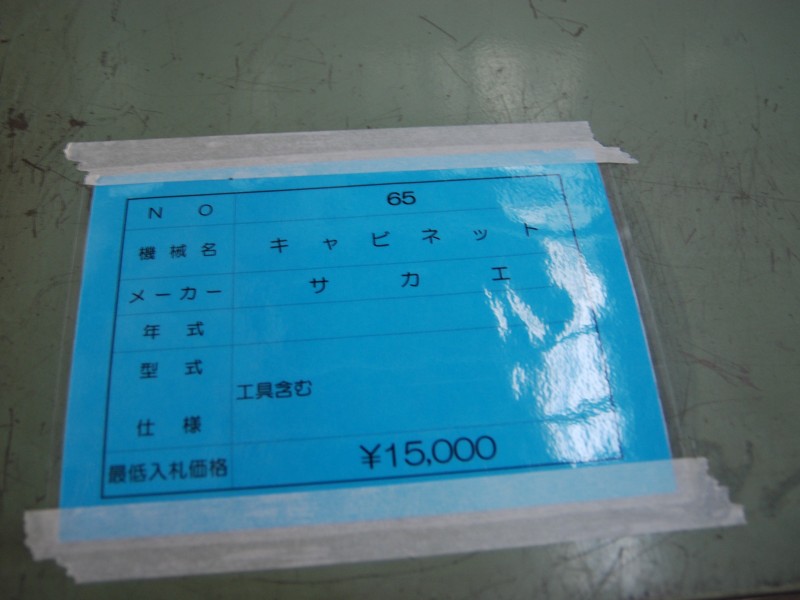 NO 65
機械名 キャビネット
メーカー サカエ
年式
型式
工具含む
仕様
最低入札価格 ¥15,000